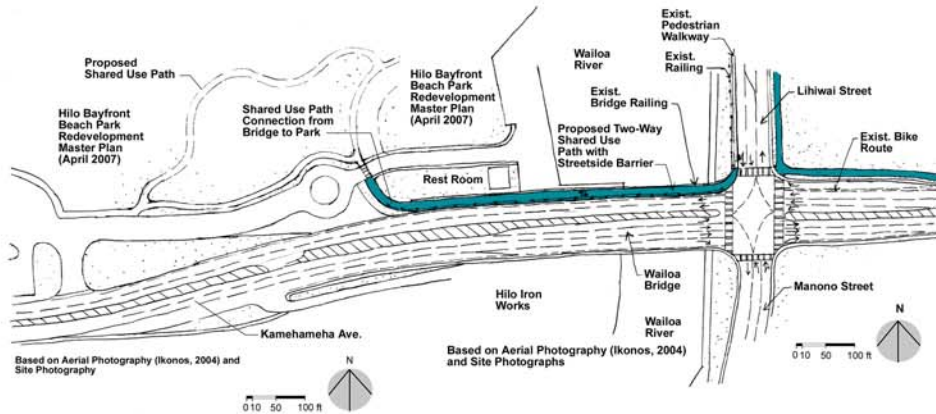 Proposed
Shared Use Path
Hilo Bayfront
Beach Park
Redevelopment
Master Plan
(April 2007)
Shared Use Path
Connection from
Bridge to Park
Hilo Bayfront
Beach Park
Redevelopment
Master Plan
(April 2007)
Rest Room
Wailoa
River
Exist.
Bridge Railing
Proposed Two-Way
Shared Use
Path with
Streetside Barrier
Exist.
Pedestrian
Walkway
Exist.
Railing
Lihiwai Street
Exist. Bike
Route
Kamehameha Ave.
Hilo Iron
Works
Wailoa
Bridge
Wailoa
River
Manono Street
Based on Aerial Photography (Ikonos, 2004) and
Site Photography
N
0 10 50 100 ft
Based on Aerial Photography (Ikonos, 2004)
and Site Photographs
N
0 10 50 100 ft